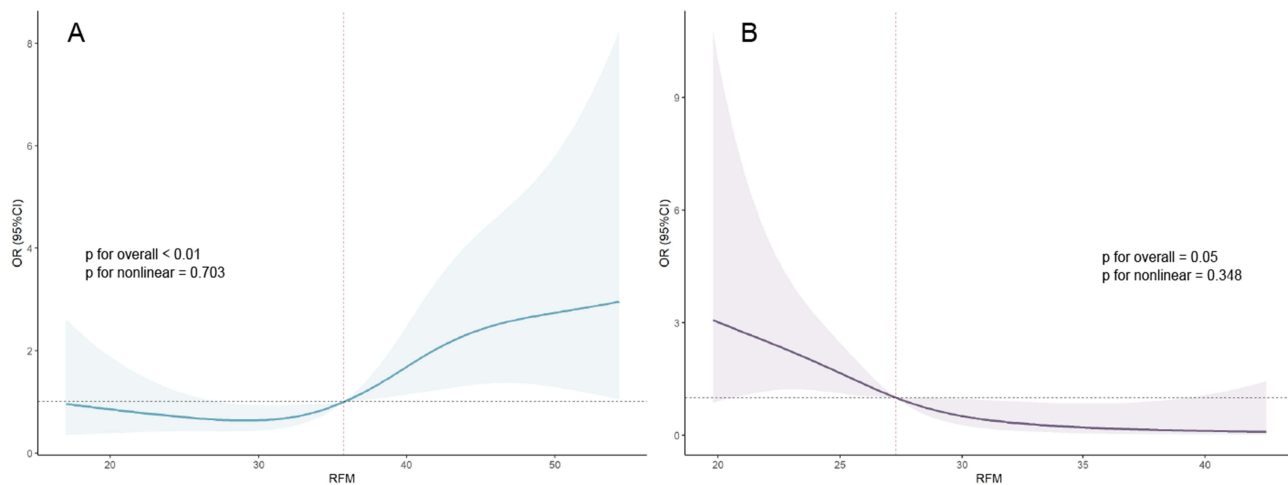 A
8
6
4
2
0
OR (95%CI)
p for overall < 0.01
p for nonlinear = 0.703
20
30
40
50
RFM
B
9
6
3
0
OR (95%CI)
p for overall = 0.05
p for nonlinear = 0.348
20
25
30
35
40
RFM